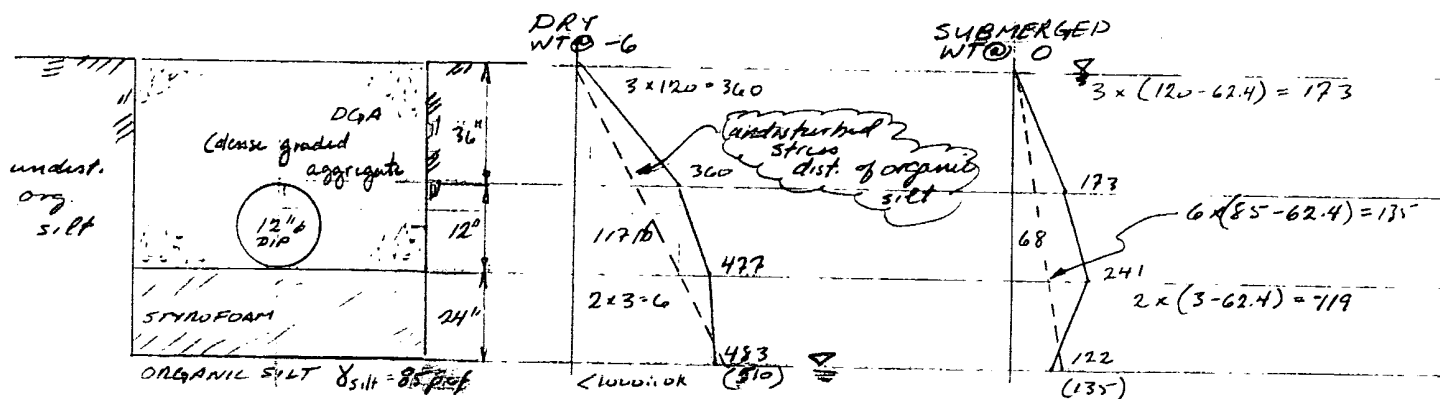 DRY
WT@ -6
SUBMERGED
WT@ 0
3 x 120 = 360
3 x (120-62.4) = 173
DGA
(dense graded
aggregate
36"
undisturbed
stress
dist. of organic
silt
undist.
org.
silt
360
173
12"ϕ
DIP
12"
117
68
6 x (85-62.4) = 135
477
241
STYROFOAM
24"
2 x 3 = 6
2 x (3-62.4) = -119
483
(510)
122
(135)
ORGANIC SILT γsilt = 85 pcf